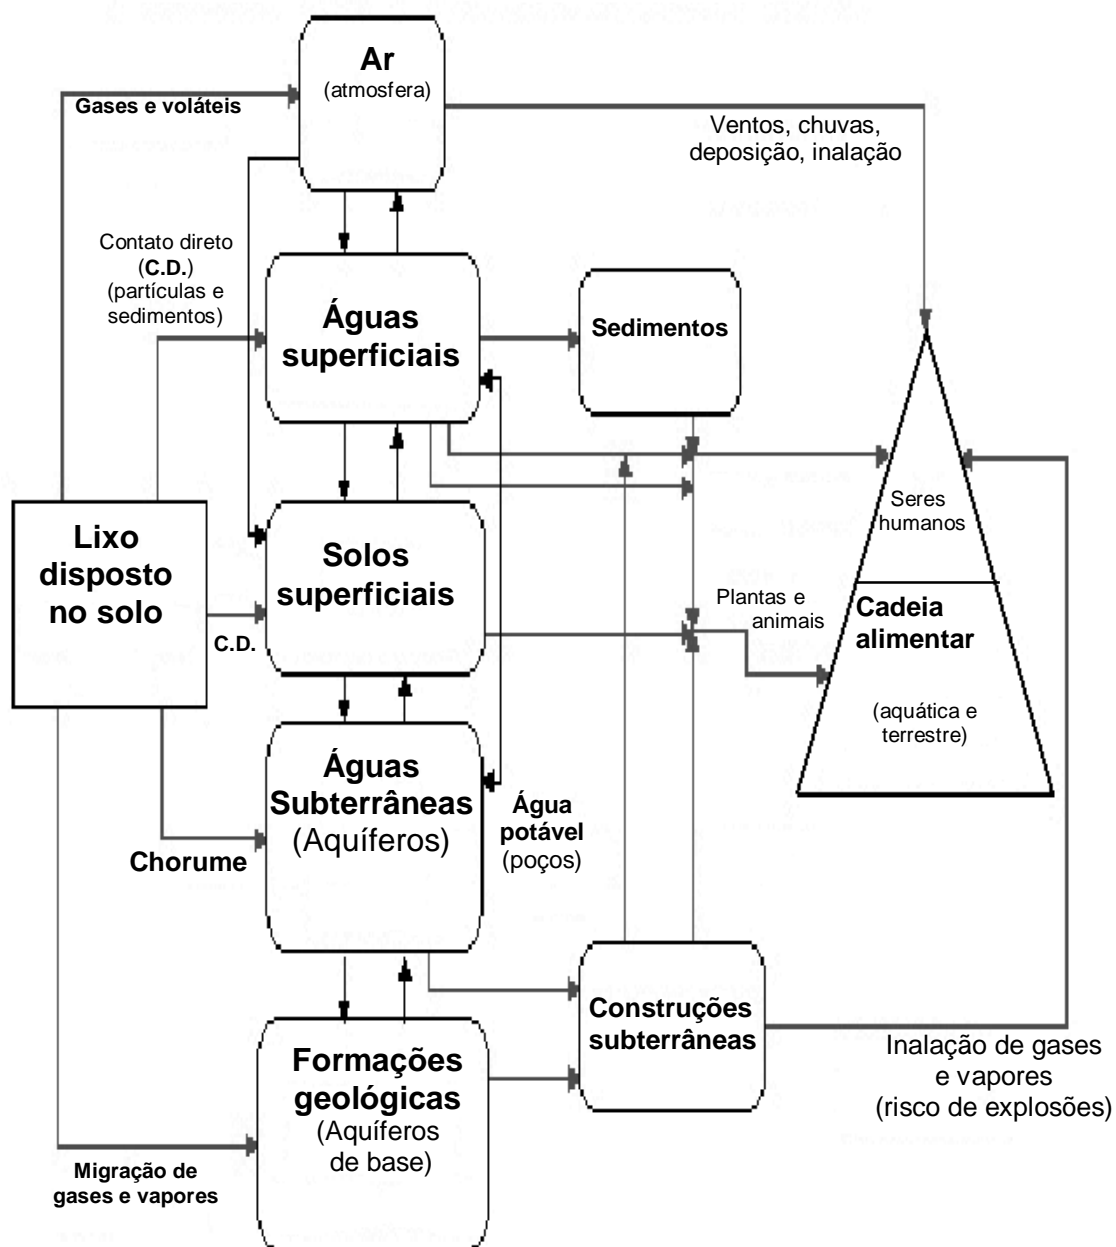 Ar
(atmosfera)
Gases e voláteis
Ventos, chuvas,
deposição, inalação
Contato direto
(C.D.)
(partículas e
sedimentos)
Águas
superficiais
Sedimentos
Lixo
disposto
no solo
Solos
superficiais
C.D.
Seres
humanos
Plantas e
animais
Cadeia
alimentar
(aquática e
terrestre)
Águas
Subterrâneas
(Aquíferos)
Água
potável
(poços)
Chorume
Construções
subterrâneas
Inalação de gases
e vapores
(risco de explosões)
Formações
geológicas
(Aquíferos
de base)
Migração de
gases e vapores